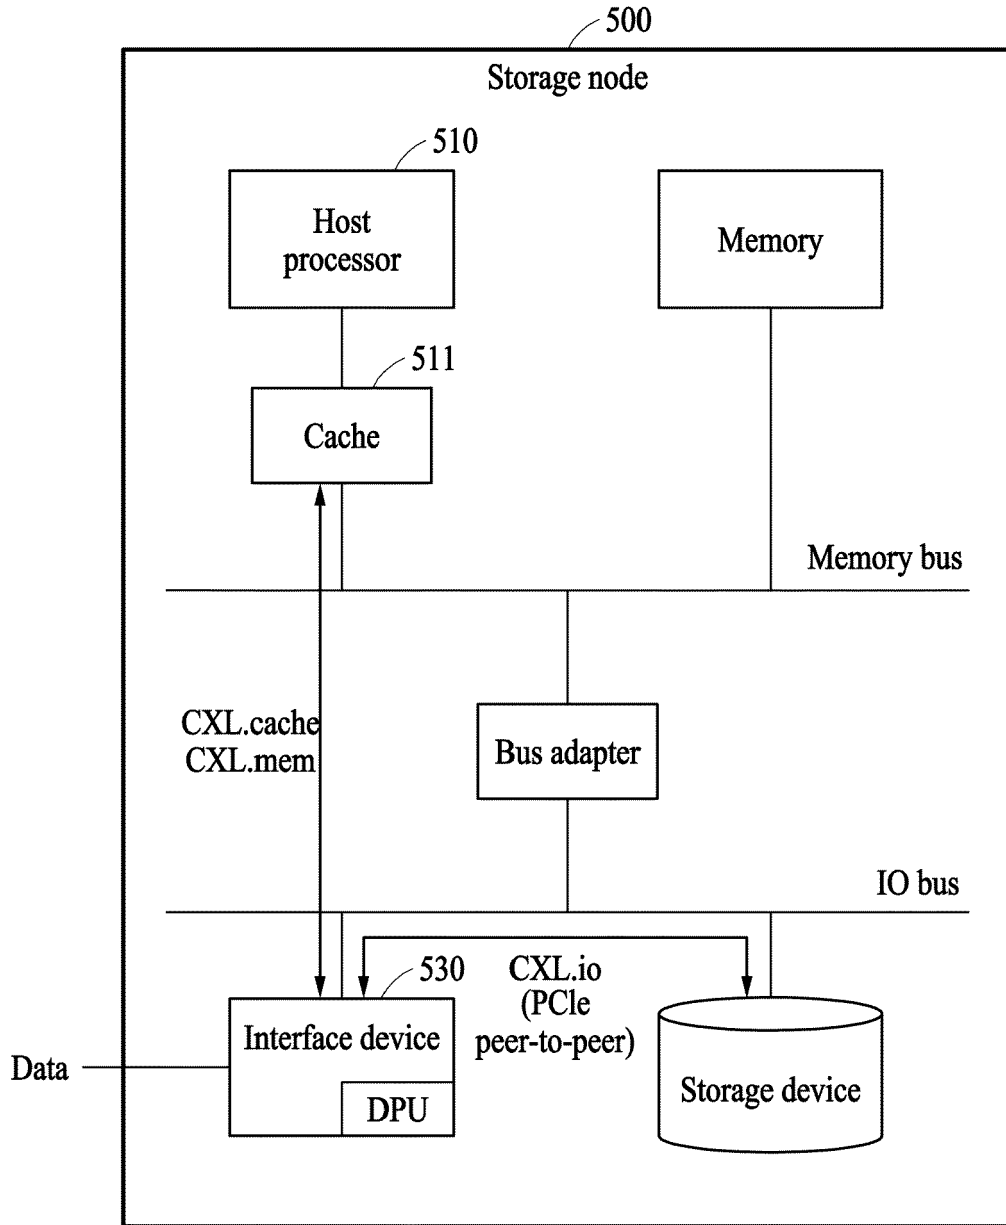 500
Storage node
510
Host
processor
Memory
511
Cache
Memory bus
CXL.cache
CXL.mem
Bus adapter
IO bus
530
CXL.io
(PCle
peer-to-peer)
Interface device
Data
DPU
Storage device